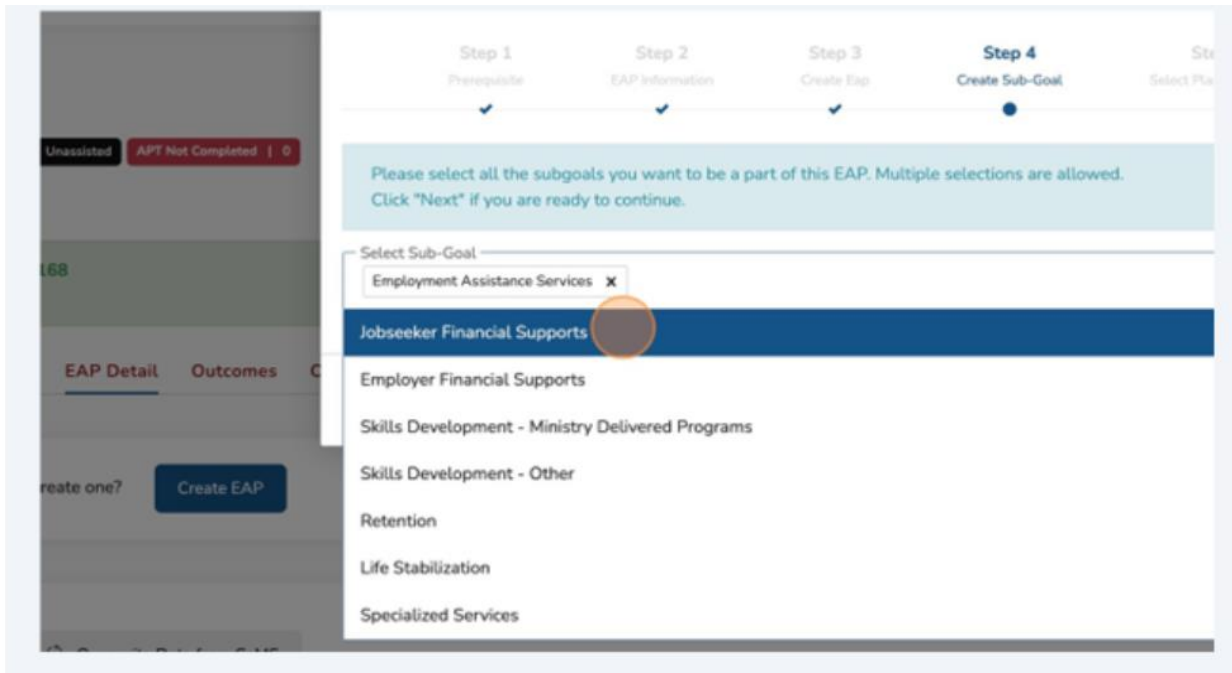 Step 1
Step 2
Step 3
Step 4
Prerequisite
EAP Information
Create Eap
Create Sub-Goal
Unassisted
APT Not Completed | 0
Please select all the subgoals you want to be a part of this EAP. Multiple selections are allowed.
Click "Next" if you are ready to continue.
168
Select Sub-Goal
Employment Assistance Services x
Jobseeker Financial Supports
EAP Detail
Outcomes
Employer Financial Supports
Skills Development - Ministry Delivered Programs
Skills Development - Other
reate one?
Create EAP
Retention
Life Stabilization
Specialized Services